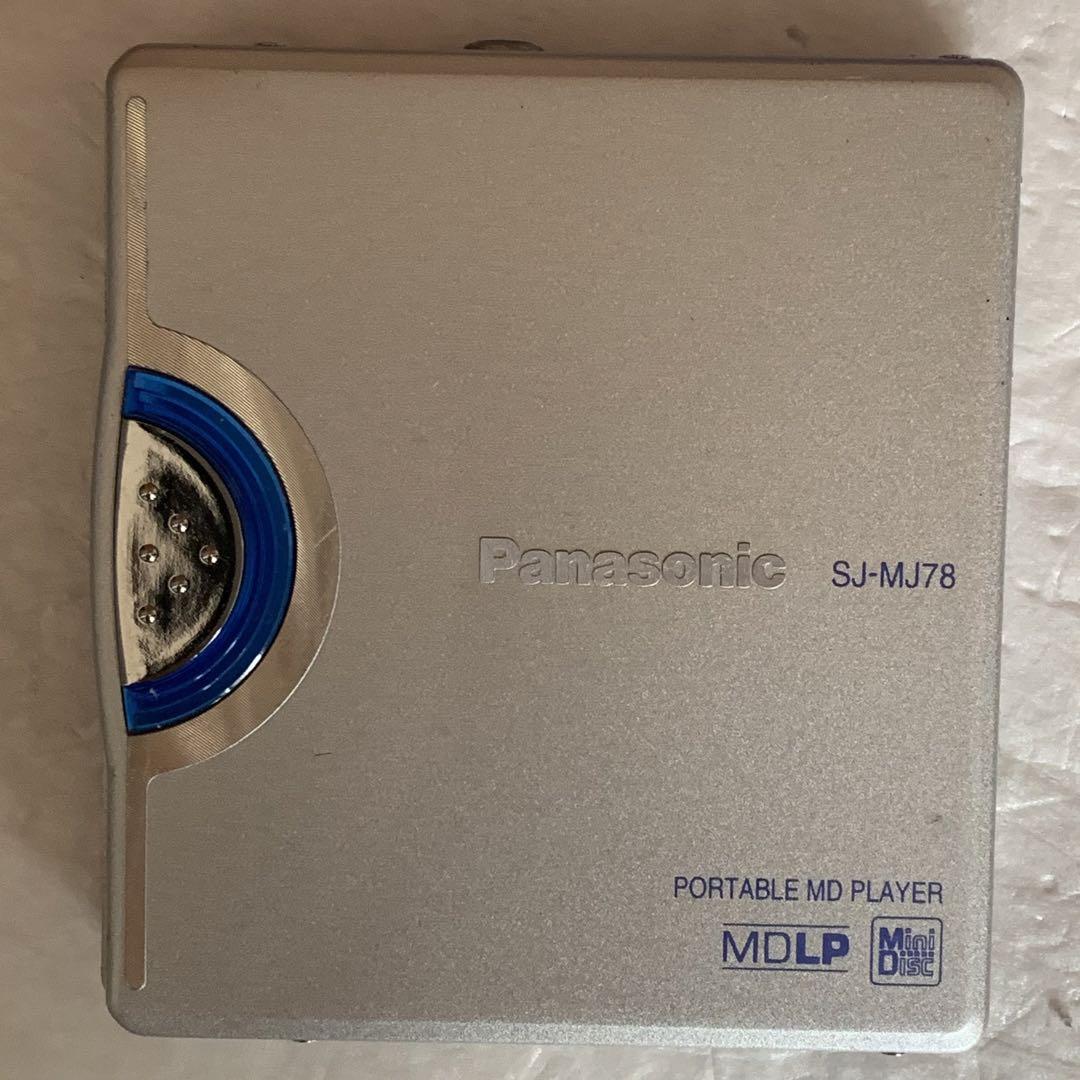 Panasonic SJ-MJ78
PORTABLE MD PLAYER
MDLP Mini Disc